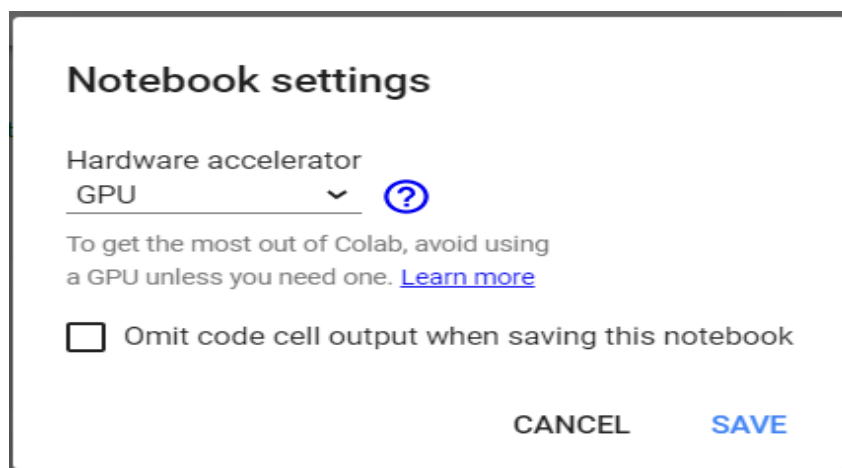 Notebook settings
Hardware accelerator
GPU
?
To get the most out of Colab, avoid using
a GPU unless you need one. Learn more
Omit code cell output when saving this notebook
CANCEL SAVE